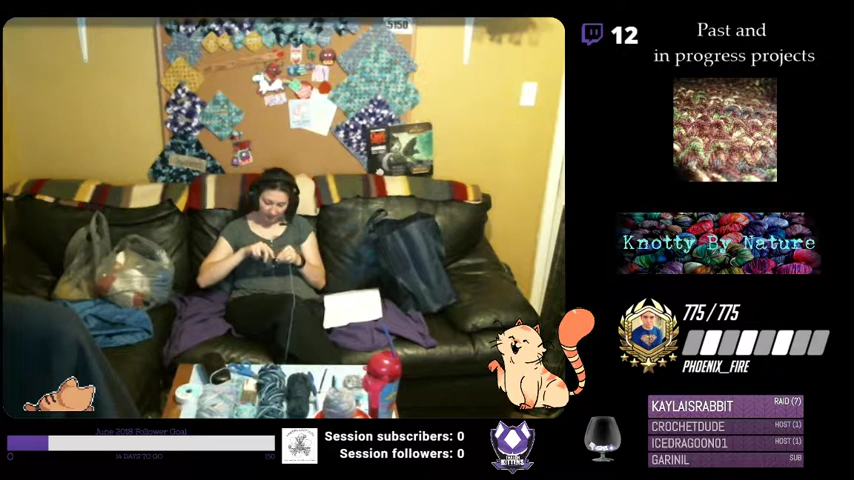 5150
12
Past and
in progress projects
Knotty By Nature
775 / 775
PHOENIX_FIRE
KAYLAISRABBIT RAID (7)
CROCHETDUDE HOST (1)
ICEDRAGOON01 HOST (1)
GARINIL SUB
June 2018 Follower Goal
0 14 DAYS TO GO 150
Session subscribers: 0
Session followers: 0
KITTENS